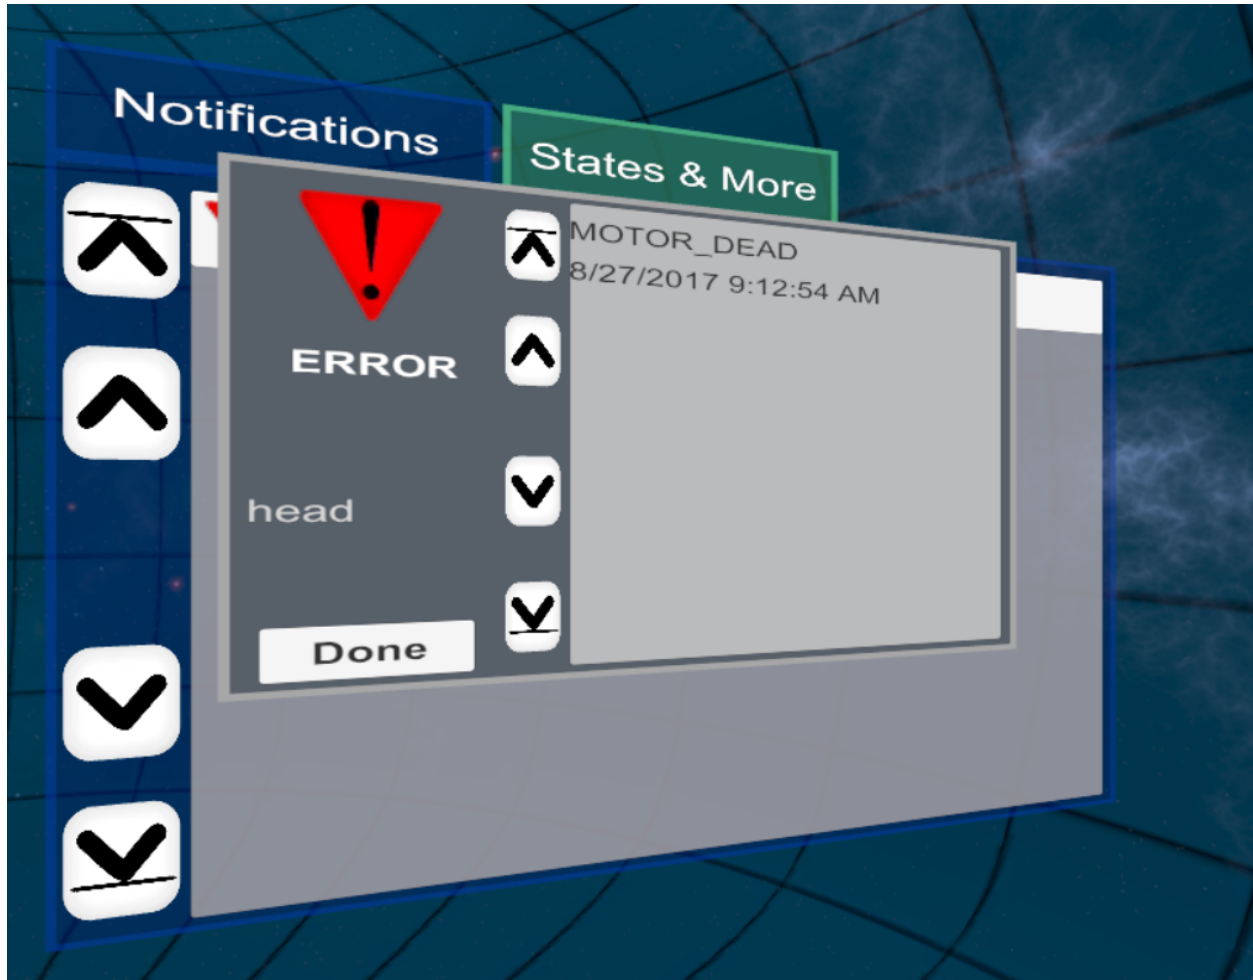 Notifications
States & More
ERROR
head
Done
MOTOR_DEAD
8/27/2017 9:12:54 AM